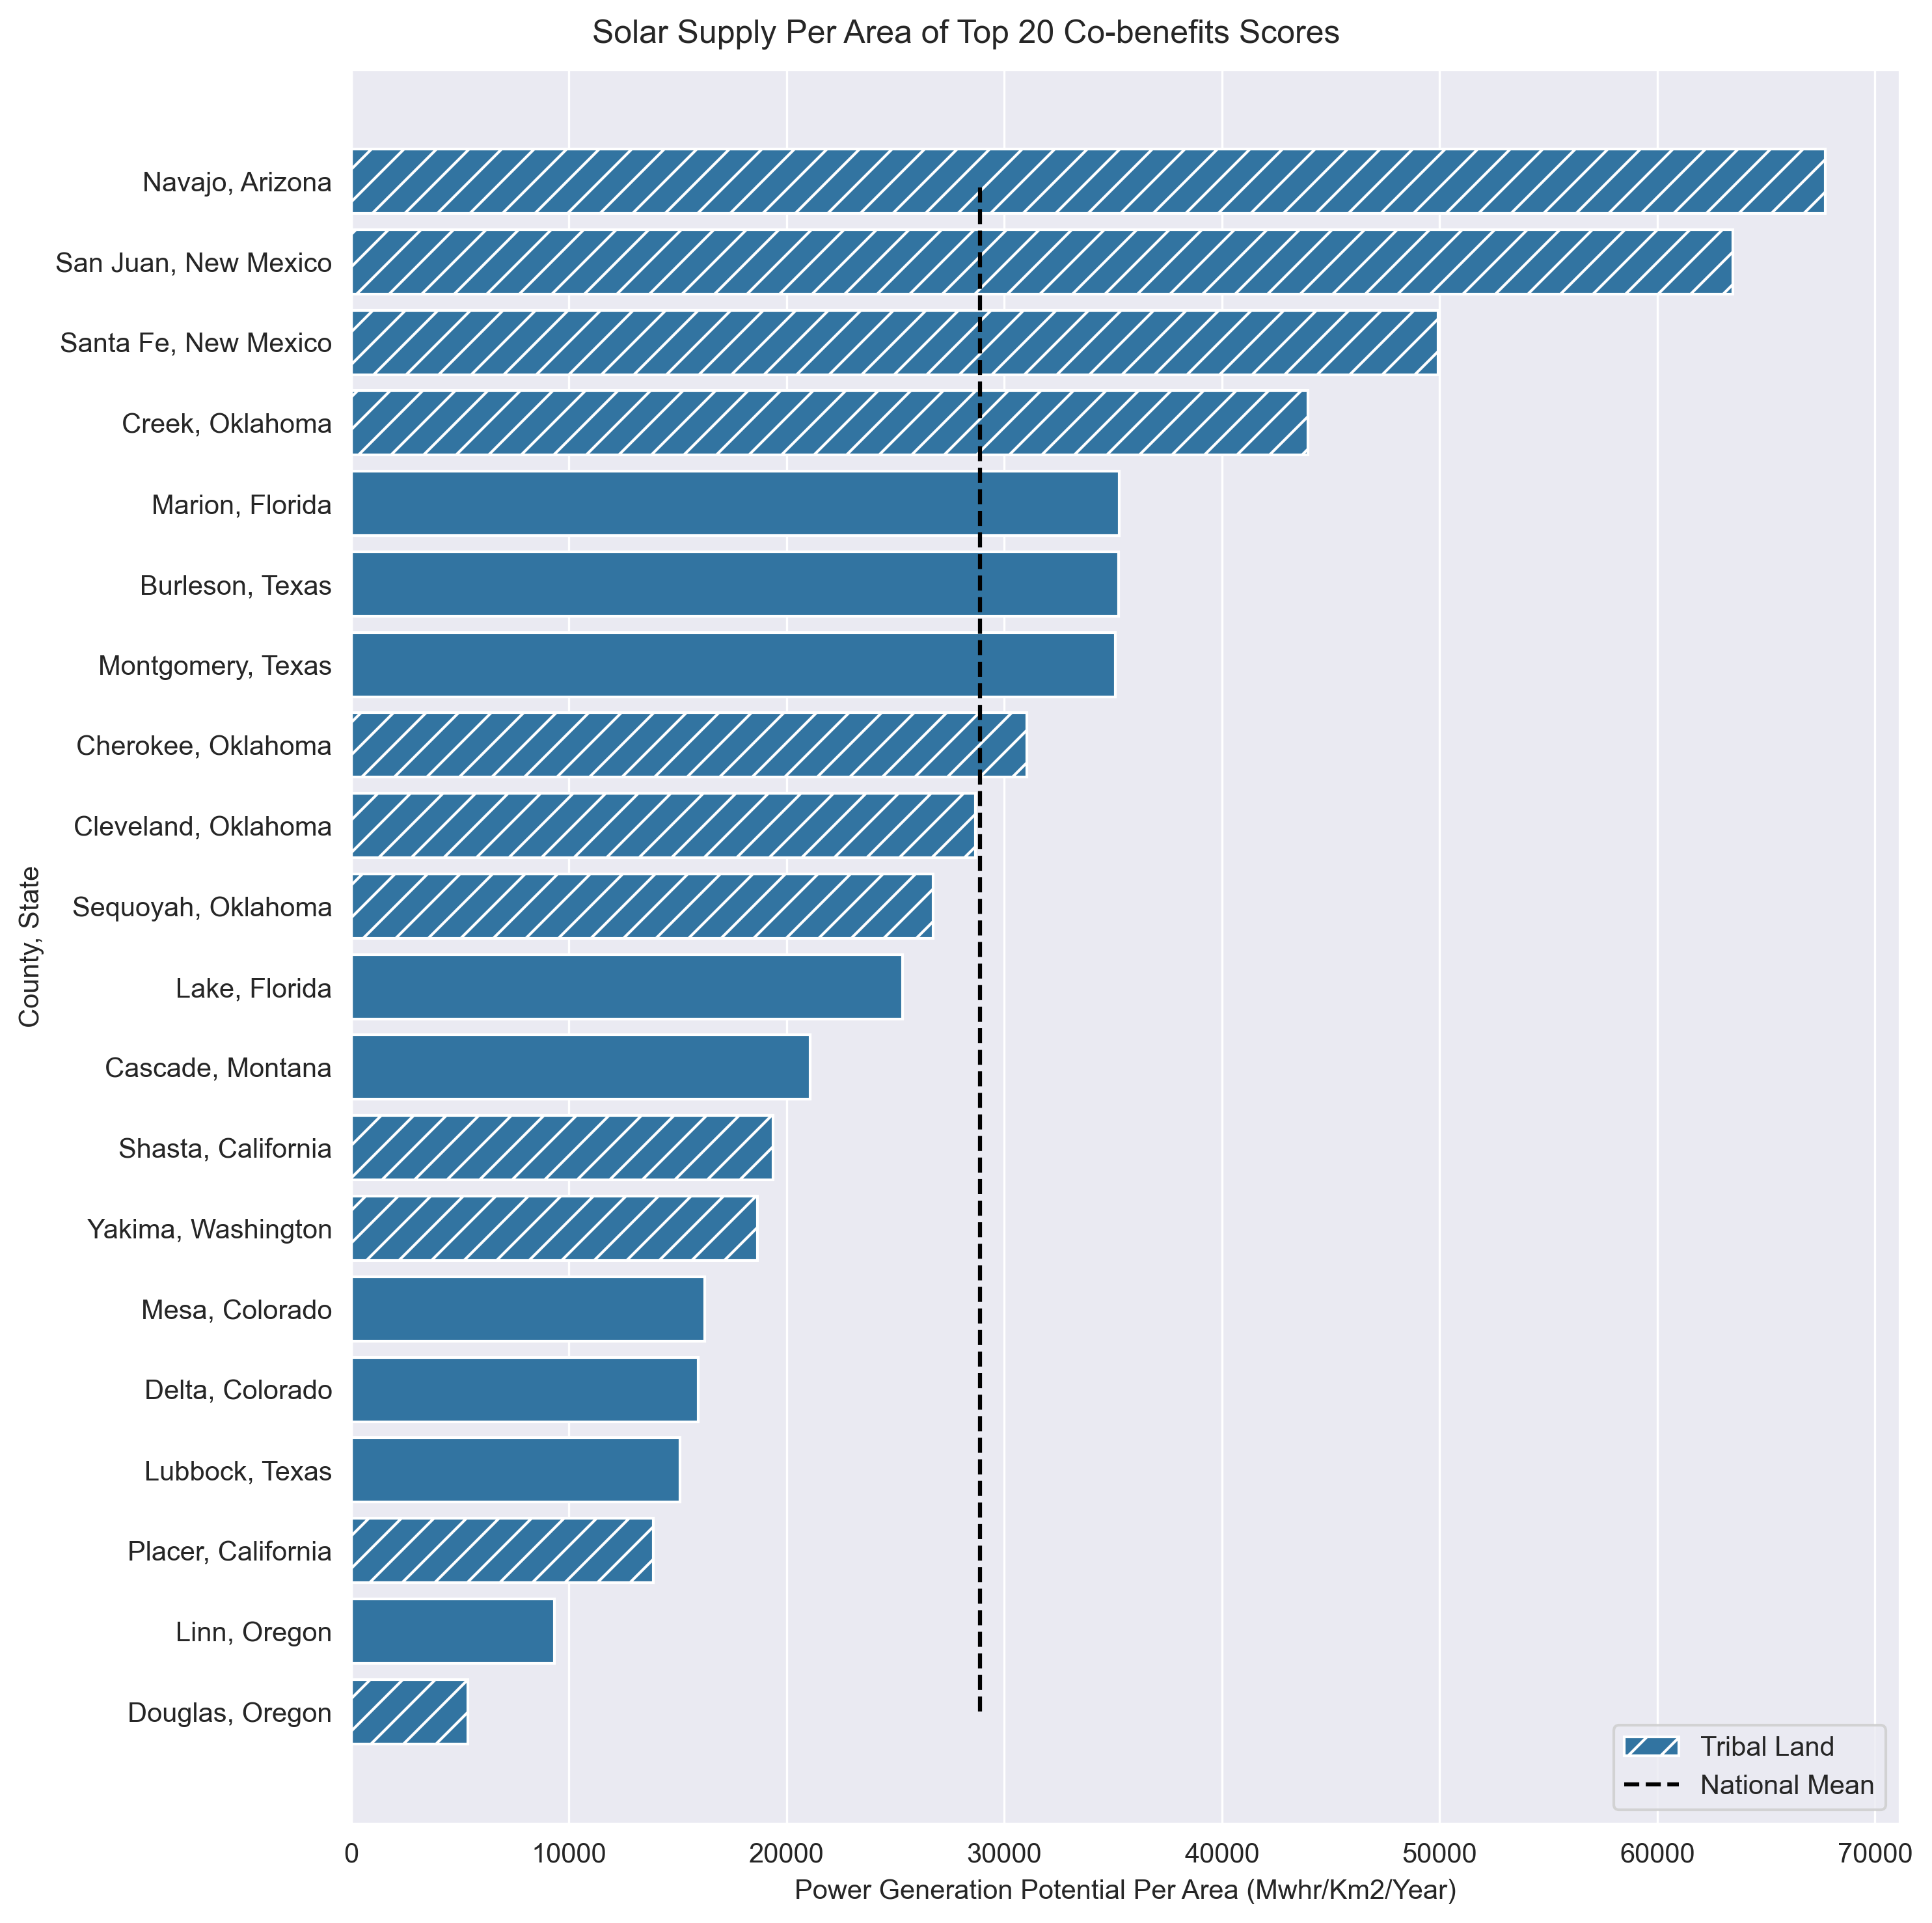 Solar Supply Per Area of Top 20 Co-benefits Scores
County, State
Navajo, Arizona
San Juan, New Mexico
Santa Fe, New Mexico
Creek, Oklahoma
Marion, Florida
Burleson, Texas
Montgomery, Texas
Cherokee, Oklahoma
Cleveland, Oklahoma
Sequoyah, Oklahoma
Lake, Florida
Cascade, Montana
Shasta, California
Yakima, Washington
Mesa, Colorado
Delta, Colorado
Lubbock, Texas
Placer, California
Linn, Oregon
Douglas, Oregon
Tribal Land
National Mean
0 10000 20000 30000 40000 50000 60000 70000
Power Generation Potential Per Area (Mwhr/Km2/Year)